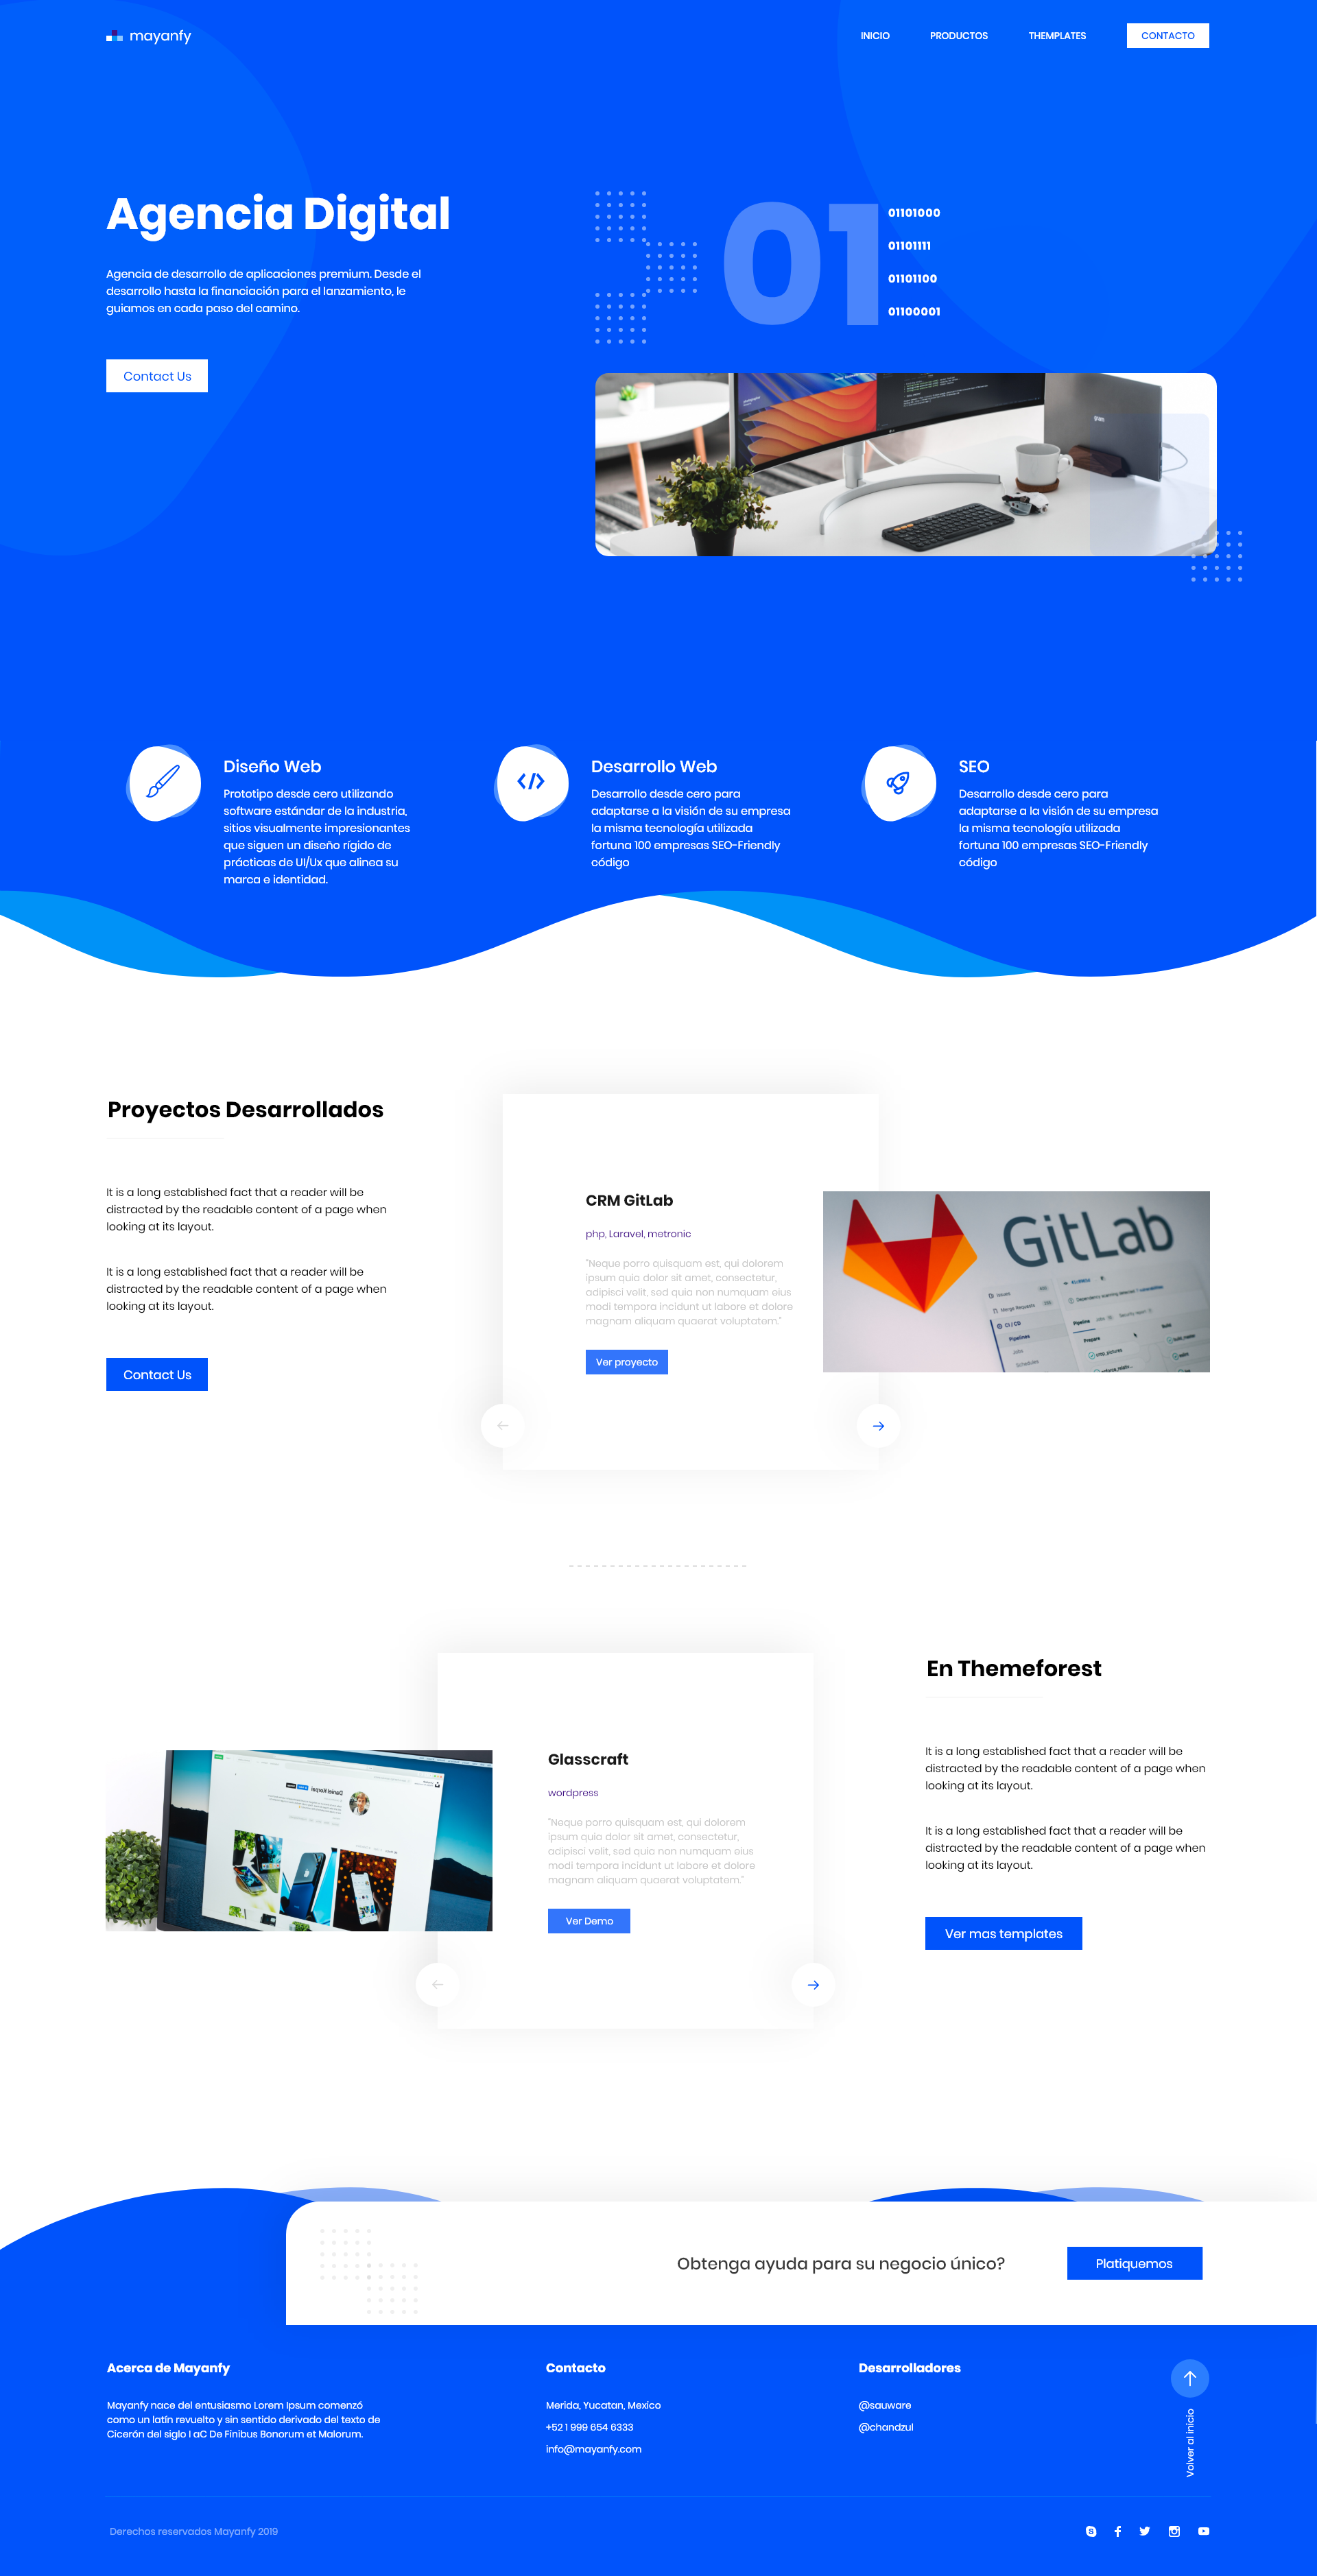 mayanfy
INICIO
PRODUCTOS
THEMPLATES
CONTACTO
Agencia Digital
Agencia de desarrollo de aplicaciones premium. Desde el
desarrollo hasta la financiación para el lanzamiento, le
guiamos en cada paso del camino.
Contact Us
01
01101000
01101111
01101100
01100001
gram
Diseño Web
Prototipo desde cero utilizando
software estándar de la industria,
sitios visualmente impresionantes
que siguen un diseño rígido de
prácticas de UI/Ux que alinea su
marca e identidad.
Desarrollo Web
Desarrollo desde cero para
adaptarse a la visión de su empresa
la misma tecnología utilizada
fortuna 100 empresas SEO-Friendly
código
SEO
Desarrollo desde cero para
adaptarse a la visión de su empresa
la misma tecnología utilizada
fortuna 100 empresas SEO-Friendly
código
Proyectos Desarrollados
It is a long established fact that a reader will be
distracted by the readable content of a page when
looking at its layout.
It is a long established fact that a reader will be
distracted by the readable content of a page when
looking at its layout.
Contact Us
CRM GitLab
php, Laravel, metronic
"Neque porro quisquam est, qui dolorem
ipsum quia dolor sit amet, consectetur,
adipisci velit, sed quia non numquam eius
modi tempora incidunt ut labore et dolore
magnam aliquam quaerat voluptatem."
Ver proyecto
GitLab
Issues
Merge Requests
CI / CD
Pipelines
Jobs
Schedules
Pipeline
Jobs
Prepare
Build
En Themeforest
It is a long established fact that a reader will be
distracted by the readable content of a page when
looking at its layout.
It is a long established fact that a reader will be
distracted by the readable content of a page when
looking at its layout.
Ver mas templates
Glasscraft
wordpress
"Neque porro quisquam est, qui dolorem
ipsum quia dolor sit amet, consectetur,
adipisci velit, sed quia non numquam eius
modi tempora incidunt ut labore et dolore
magnam aliquam quaerat voluptatem."
Ver Demo
Obtenga ayuda para su negocio único?
Platiquemos
Acerca de Mayanfy
Mayanfy nace del entusiasmo Lorem Ipsum comenzó
como un latín revuelto y sin sentido derivado del texto de
Cicerón del siglo I aC De Finibus Bonorum et Malorum.
Contacto
Merida, Yucatan, Mexico
+52 1 999 654 6333
info@mayanfy.com
Desarrolladores
@sauware
@chandzul
Volver al inicio
Derechos reservados Mayanfy 2019